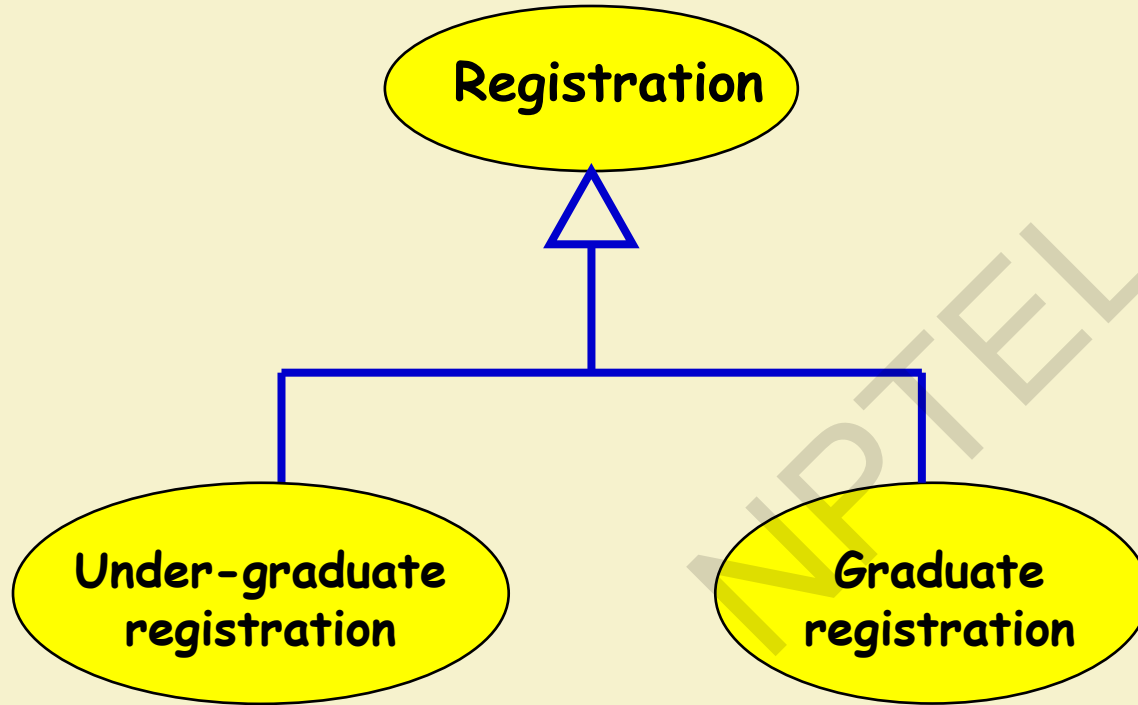 Registration
Under-graduate
registration
Graduate
registration
NPTEL